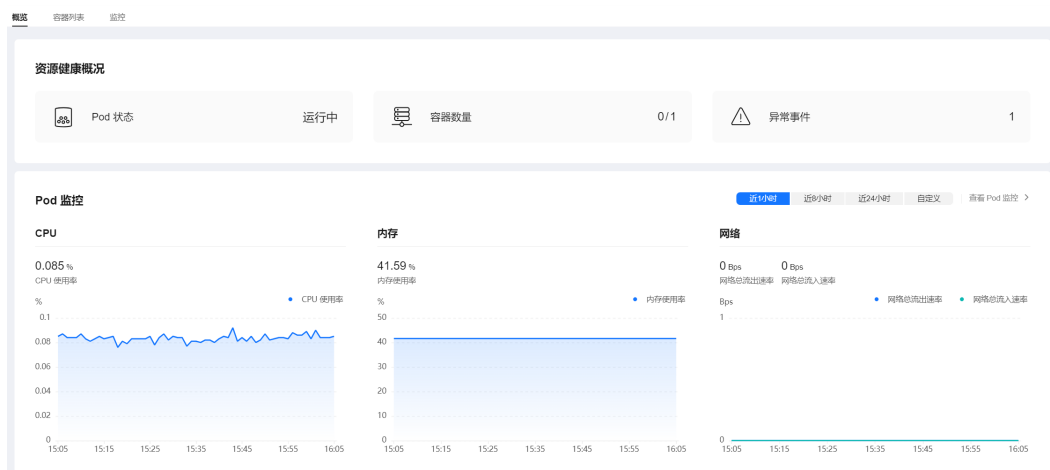 概览 容器列表 监控
资源健康概况
Pod 状态 运行中 容器数量 0/1 异常事件 1
Pod 监控 近1小时 近8小时 近24小时 自定义 查看 Pod 监控
CPU 内存 网络
0.085 % 41.59 % 0 Bps 0 Bps
CPU 使用率 内存使用率 网络总流出速率 网络总流入速率
% CPU 使用率 % 内存使用率 Bps 网络总流出速率 网络总流入速率
0.1 50 1
0.08 40
0.06 30
0.04 20
0.02 10
0 0 0
15:05 15:15 15:25 15:35 15:45 15:55 16:05 15:05 15:15 15:25 15:35 15:45 15:55 16:05 15:05 15:15 15:25 15:35 15:45 15:55 16:05